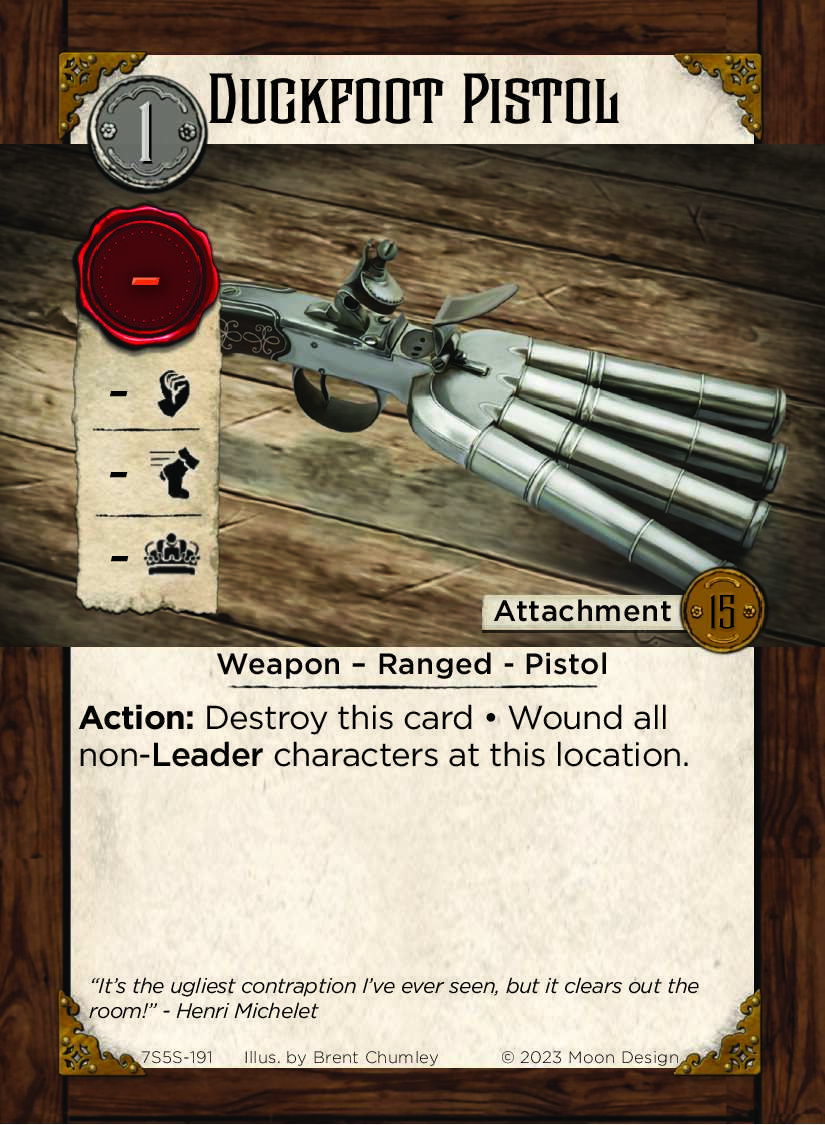 1
Duckfoot Pistol
-
-
-
-
Attachment
15
Weapon – Ranged - Pistol
Action: Destroy this card • Wound all
non-Leader characters at this location.
“It’s the ugliest contraption I’ve ever seen, but it clears out the
room!” - Henri Michelet
7S5S-191 Illus. by Brent Chumley © 2023 Moon Design